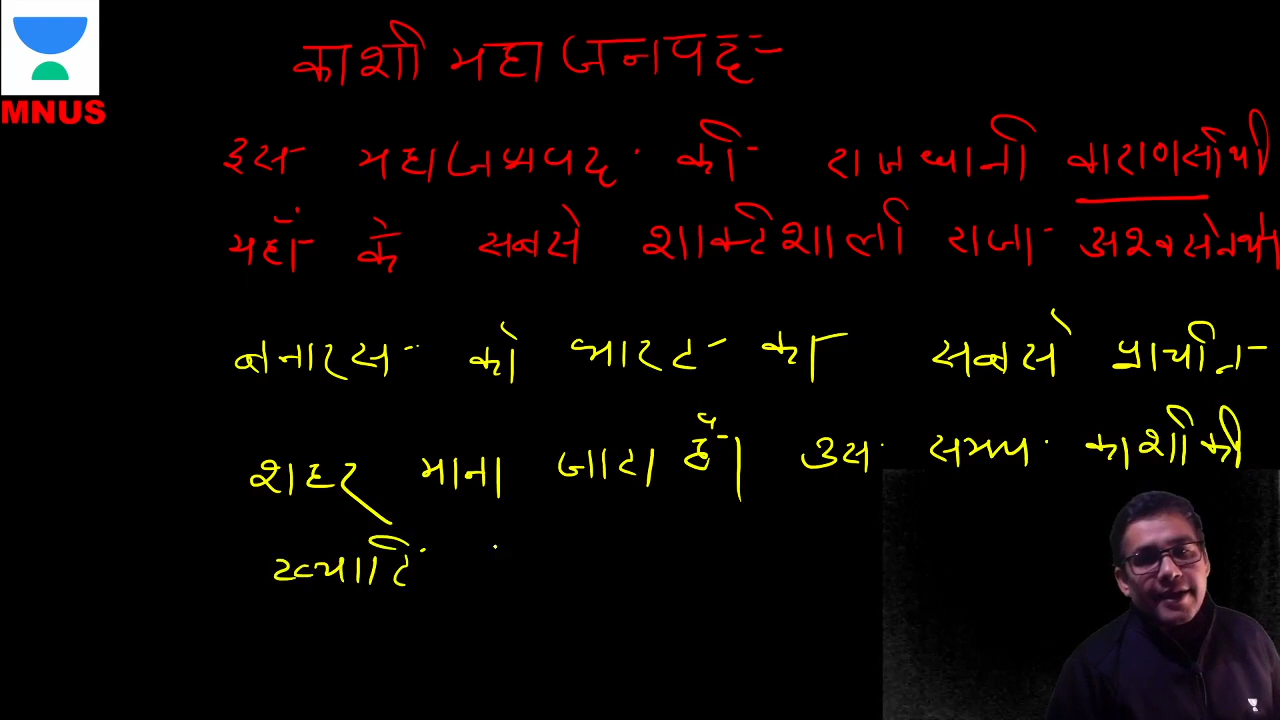 MNUS
काशी महाजनपद-
इस महाजनपद की राजधानी वाराणसी थी
यहाँ के सबसे शक्तिशाली राजा अश्वसेन थे
बनारस को भारत का सबसे प्राचीन
शहर माना जाता है। उस समय काशी की
ख्याति